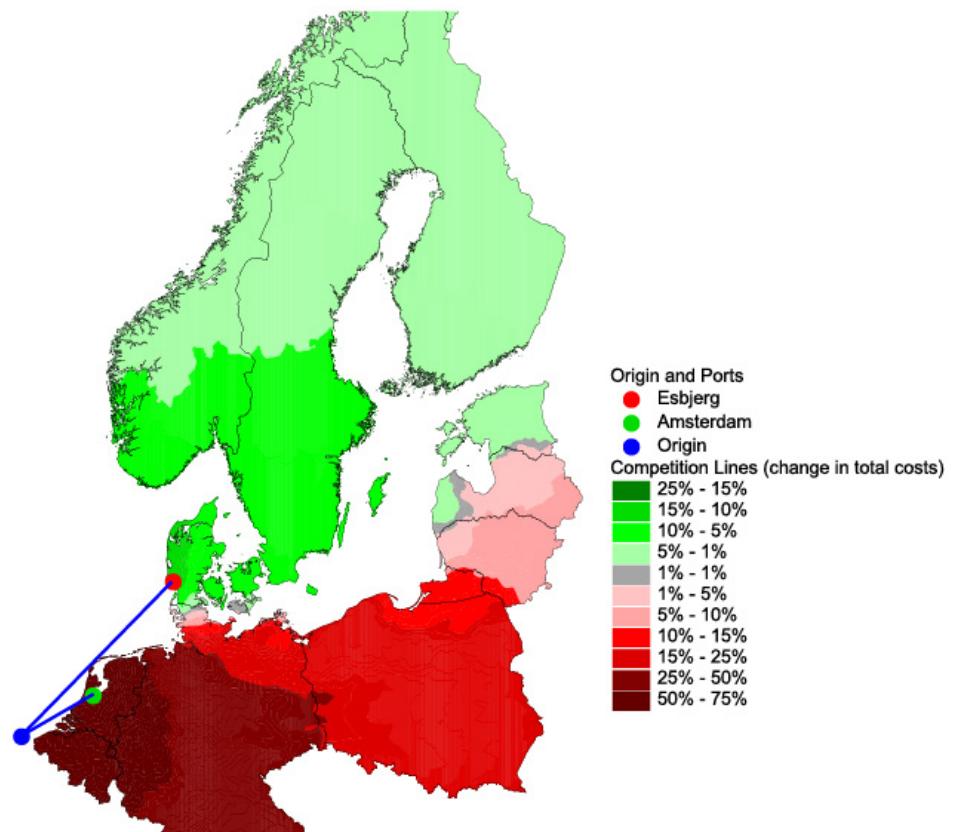 Origin and Ports
Esbjerg
Amsterdam
Origin
Competition Lines (change in total costs)
25% - 15%
15% - 10%
10% - 5%
5% - 1%
1% - 1%
1% - 5%
5% - 10%
10% - 15%
15% - 25%
25% - 50%
50% - 75%